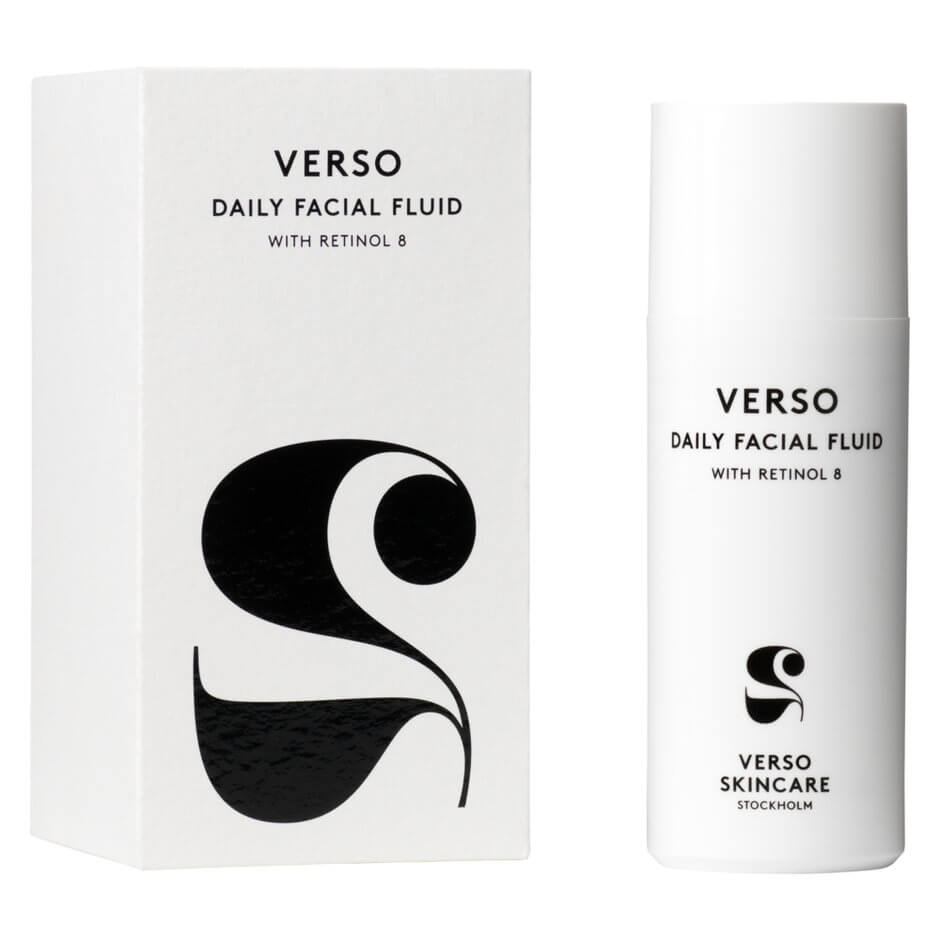 VERSO
DAILY FACIAL FLUID
WITH RETINOL 8
VERSO
DAILY FACIAL FLUID
WITH RETINOL 8
VERSO
SKINCARE
STOCKHOLM